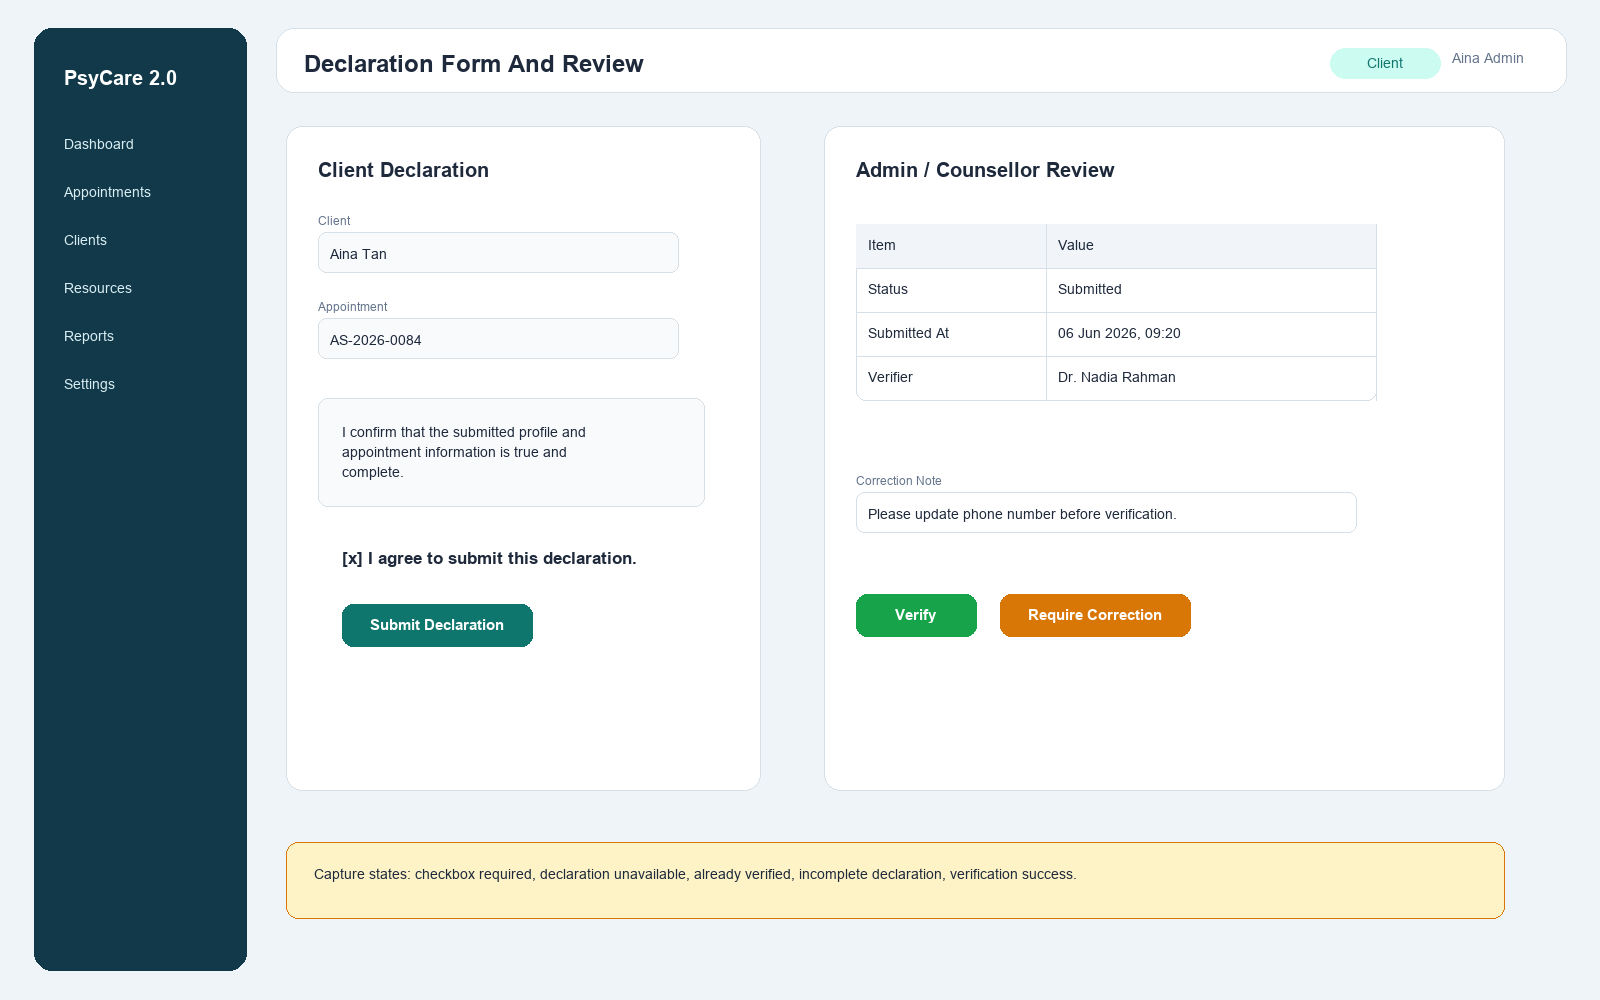 PsyCare 2.0
Dashboard
Appointments
Clients
Resources
Reports
Settings
Declaration Form And Review
Client
Aina Admin
Client Declaration
Client
Aina Tan
Appointment
AS-2026-0084
I confirm that the submitted profile and
appointment information is true and
complete.
[x] I agree to submit this declaration.
Submit Declaration
Admin / Counsellor Review
Item Value
Status Submitted
Submitted At 06 Jun 2026, 09:20
Verifier Dr. Nadia Rahman
Correction Note
Please update phone number before verification.
Verify
Require Correction
Capture states: checkbox required, declaration unavailable, already verified, incomplete declaration, verification success.